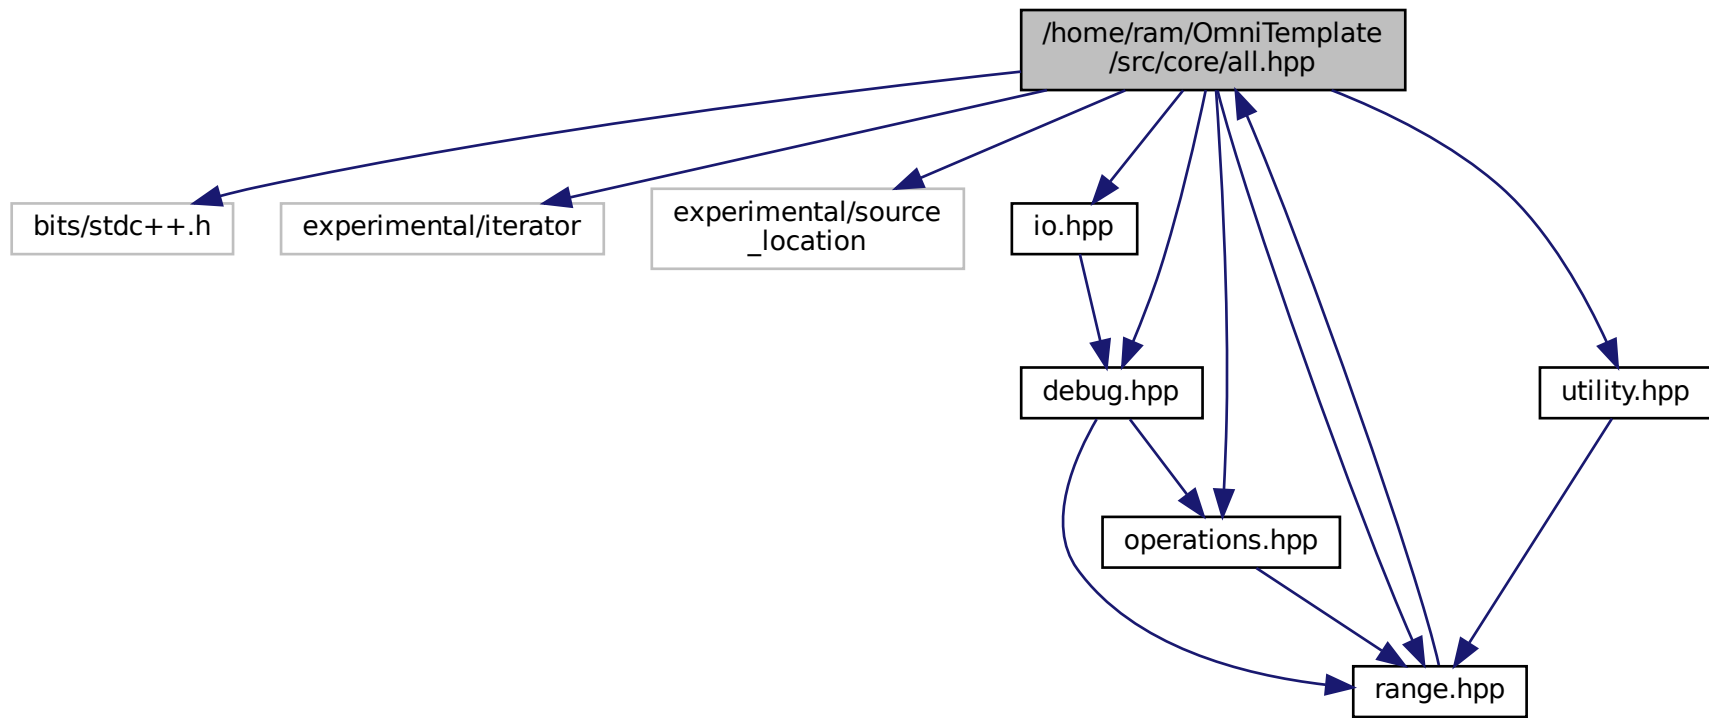 /home/ram/OmniTemplate
/src/core/all.hpp
bits/stdc++.h
experimental/iterator
experimental/source
_location
io.hpp
debug.hpp
utility.hpp
operations.hpp
range.hpp